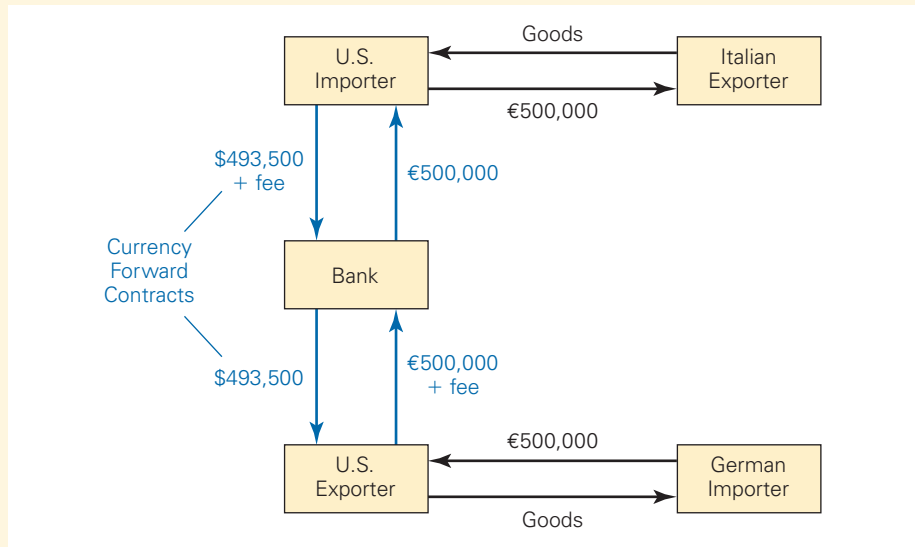 Goods
U.S.
Importer
Italian
Exporter
€500,000
$493,500
+ fee
€500,000
Currency
Forward
Contracts
Bank
$493,500
€500,000
+ fee
€500,000
U.S.
Exporter
German
Importer
Goods